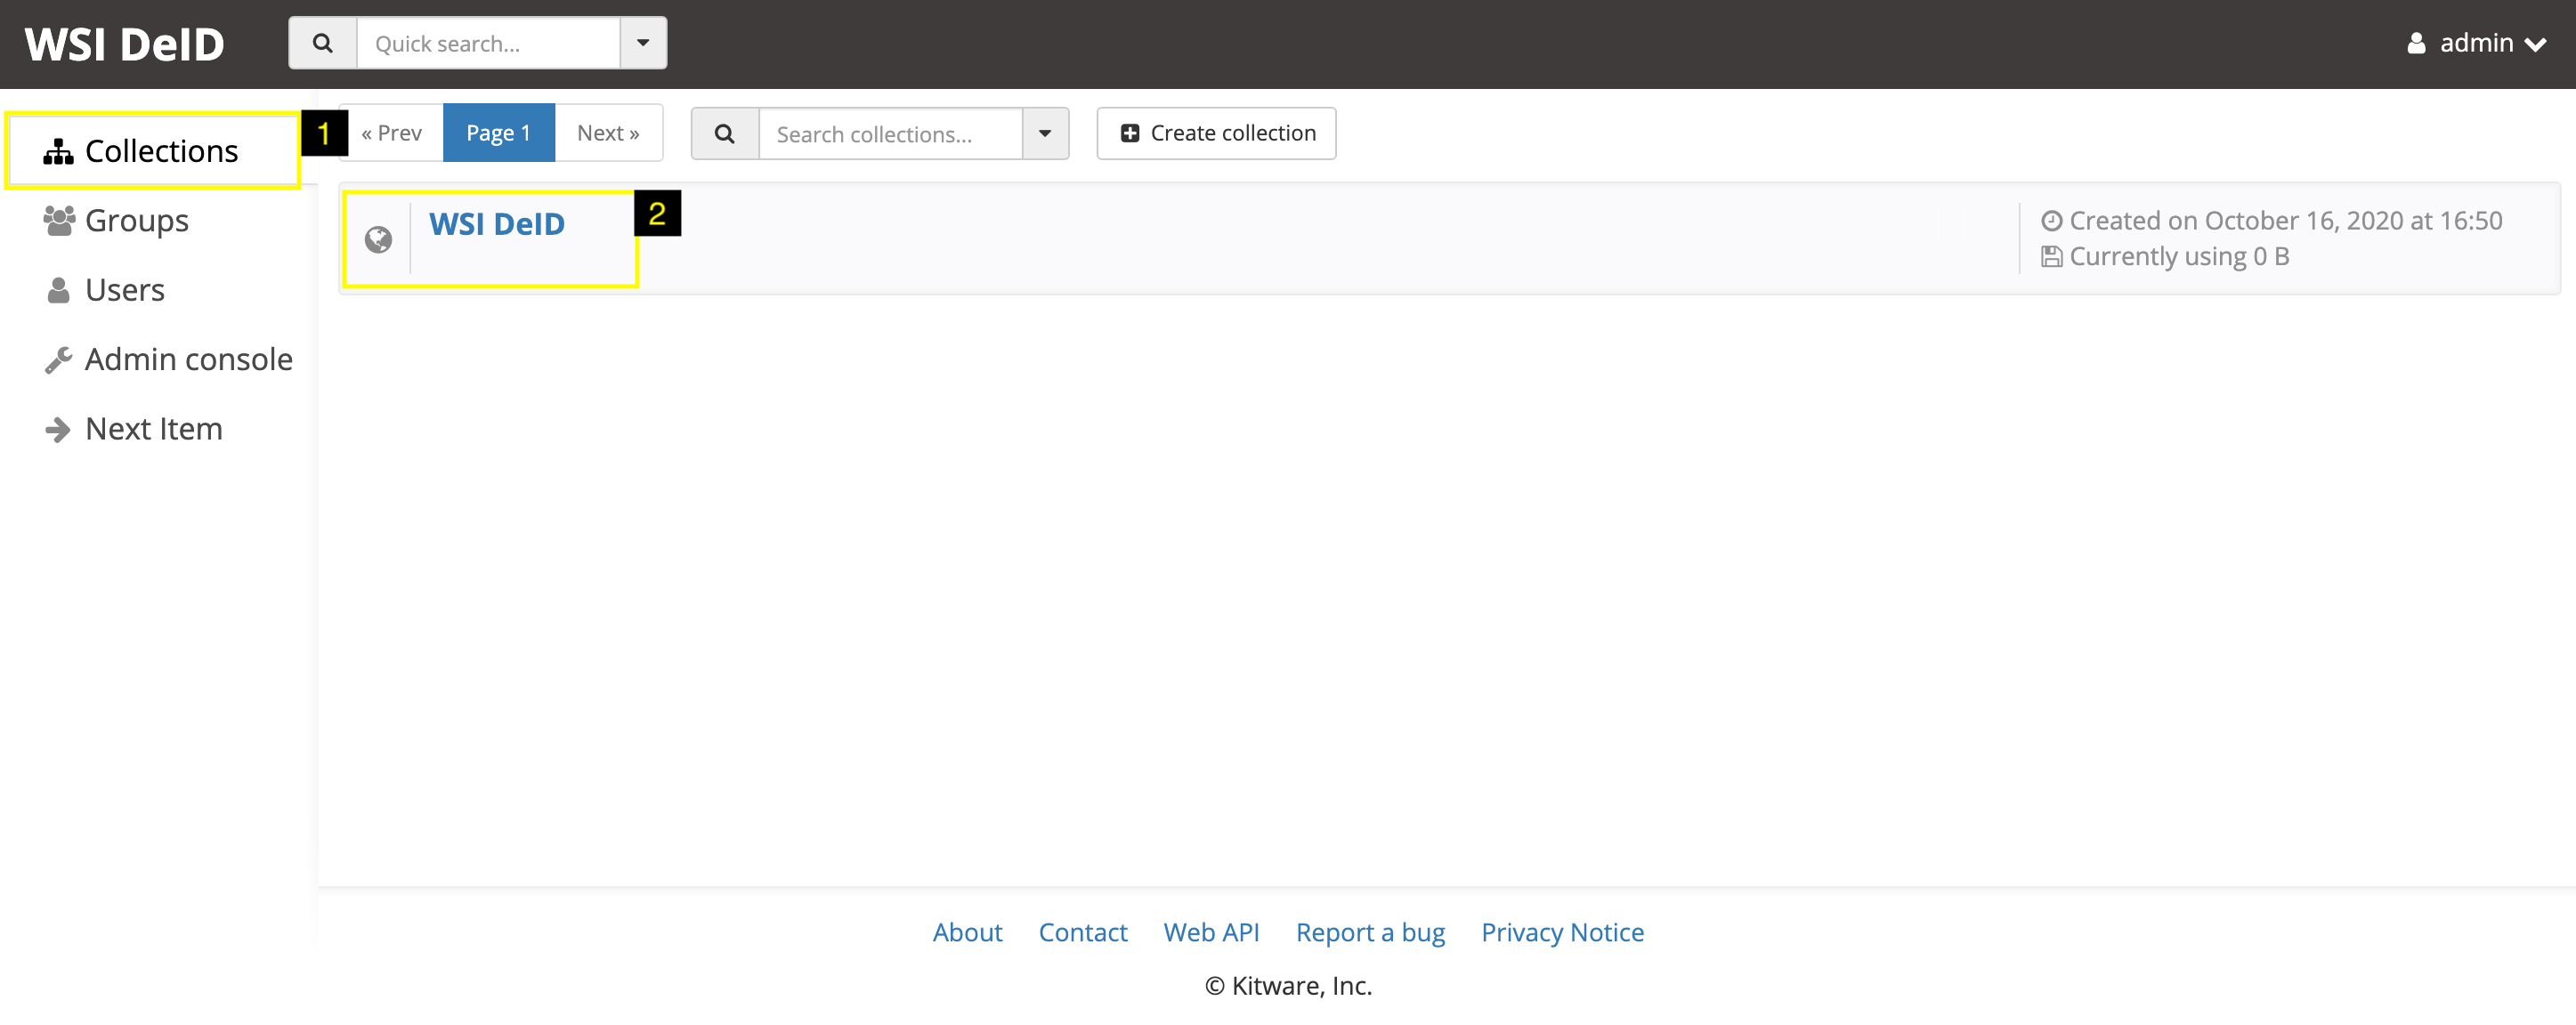 WSI DeID
Quick search...
admin
Collections
1
« Prev
Page 1
Next »
Search collections...
Create collection
Groups
Users
Admin console
Next Item
WSI DeID
2
Created on October 16, 2020 at 16:50
Currently using 0 B
About Contact Web API Report a bug Privacy Notice
© Kitware, Inc.